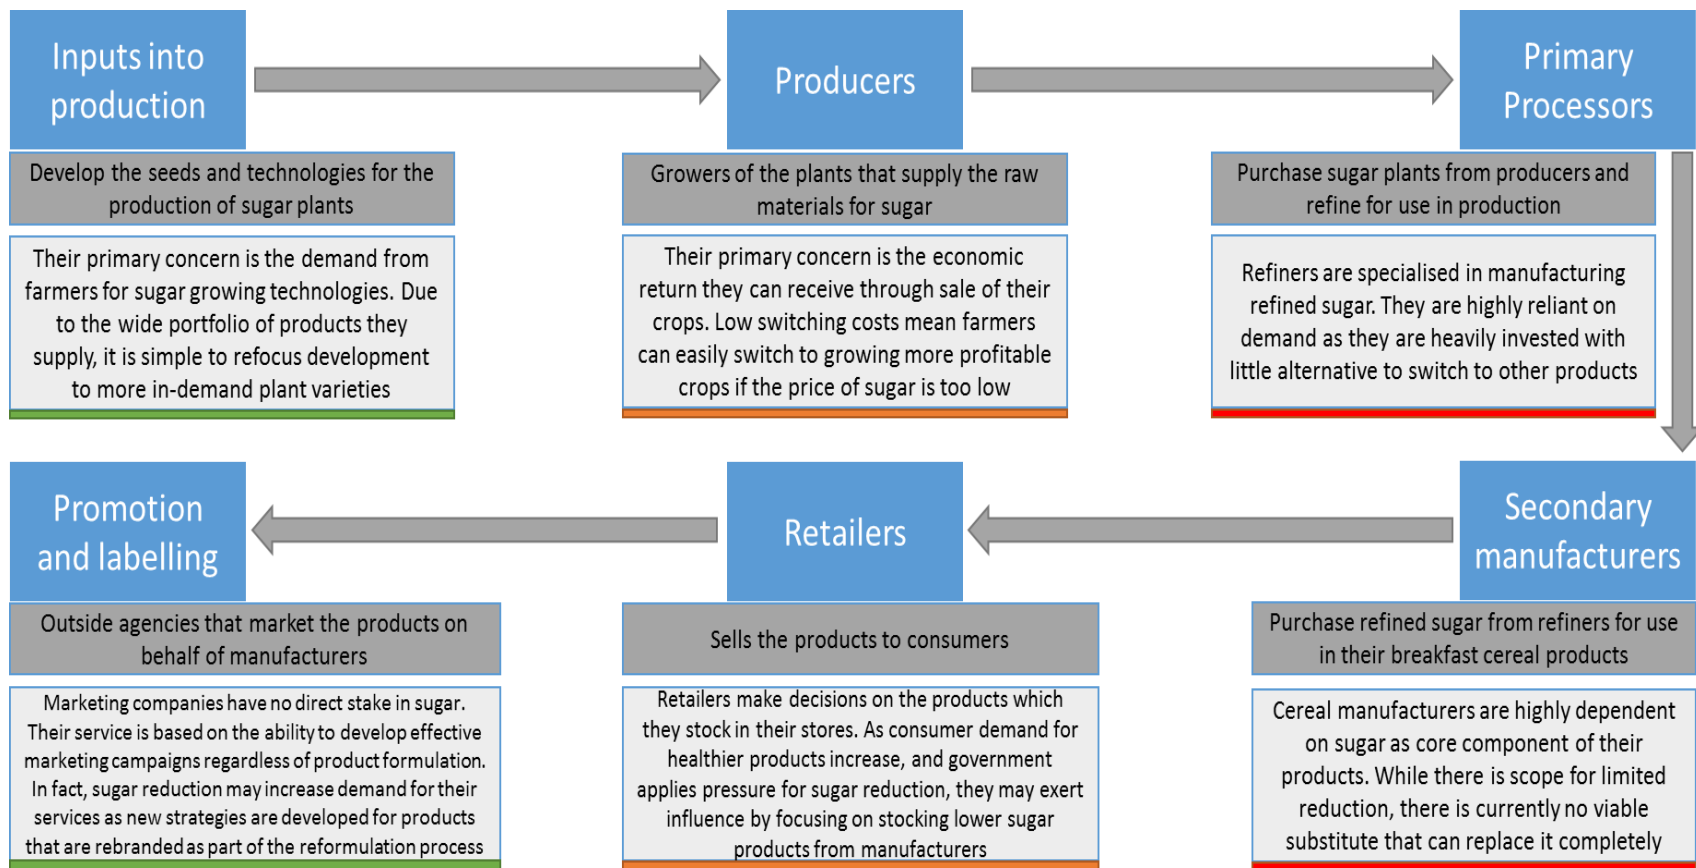 Inputs into
production
Producers
Primary
Processors
Develop the seeds and technologies for the
production of sugar plants
Growers of the plants that supply the raw
materials for sugar
Purchase sugar plants from producers and
refine for use in production
Their primary concern is the demand from
farmers for sugar growing technologies. Due
to the wide portfolio of products they
supply, it is simple to refocus development
to more in-demand plant varieties
Their primary concern is the economic
return they can receive through sale of their
crops. Low switching costs mean farmers
can easily switch to growing more profitable
crops if the price of sugar is too low
Refiners are specialised in manufacturing
refined sugar. They are highly reliant on
demand as they are heavily invested with
little alternative to switch to other products
Promotion
and labelling
Retailers
Secondary
manufacturers
Outside agencies that market the products on
behalf of manufacturers
Sells the products to consumers
Purchase refined sugar from refiners for use
in their breakfast cereal products
Marketing companies have no direct stake in sugar.
Their service is based on the ability to develop effective
marketing campaigns regardless of product formulation.
In fact, sugar reduction may increase demand for their
services as new strategies are developed for products
that are rebranded as part of the reformulation process
Retailers make decisions on the products which
they stock in their stores. As consumer demand for
healthier products increase, and government
applies pressure for sugar reduction, they may exert
influence by focusing on stocking lower sugar
products from manufacturers
Cereal manufacturers are highly dependent
on sugar as core component of their
products. While there is scope for limited
reduction, there is currently no viable
substitute that can replace it completely